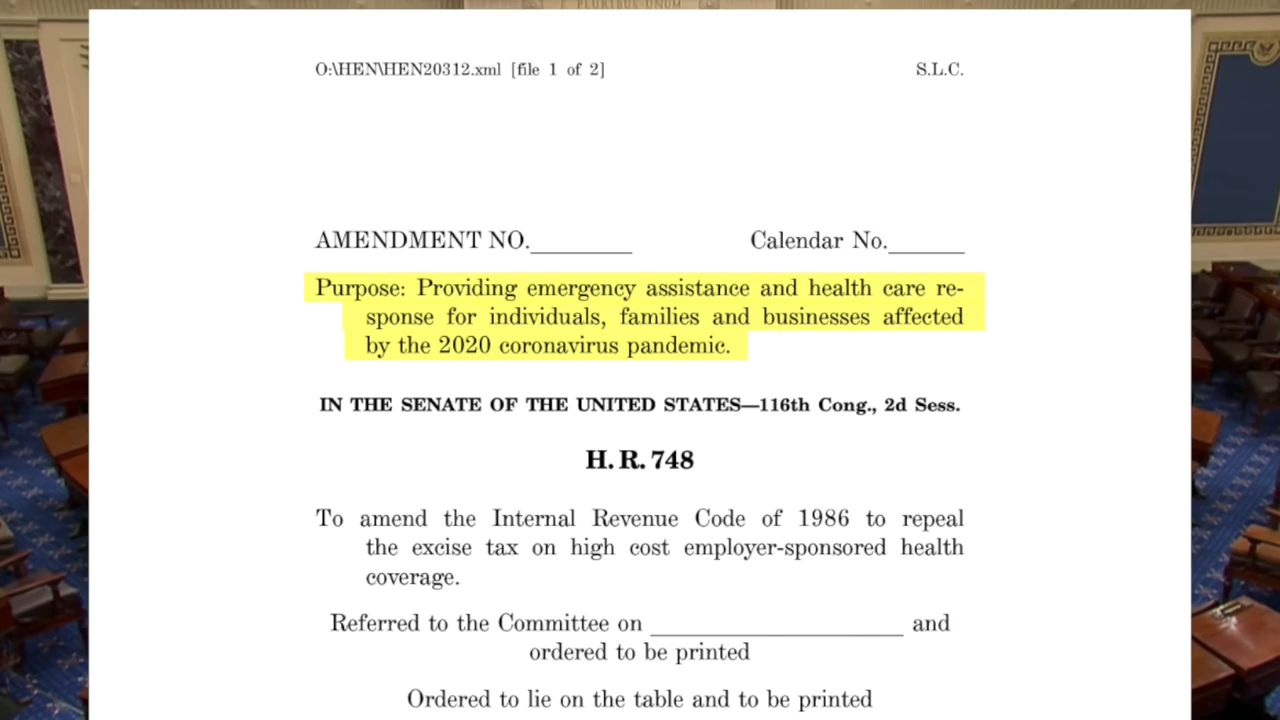 O:\HEN\HEN20312.xml [file 1 of 2] S.L.C.
AMENDMENT NO.________ Calendar No.______
Purpose: Providing emergency assistance and health care re-
sponse for individuals, families and businesses affected
by the 2020 coronavirus pandemic.
IN THE SENATE OF THE UNITED STATES—116th Cong., 2d Sess.
H. R. 748
To amend the Internal Revenue Code of 1986 to repeal
the excise tax on high cost employer-sponsored health
coverage.
Referred to the Committee on ____________________ and
ordered to be printed
Ordered to lie on the table and to be printed